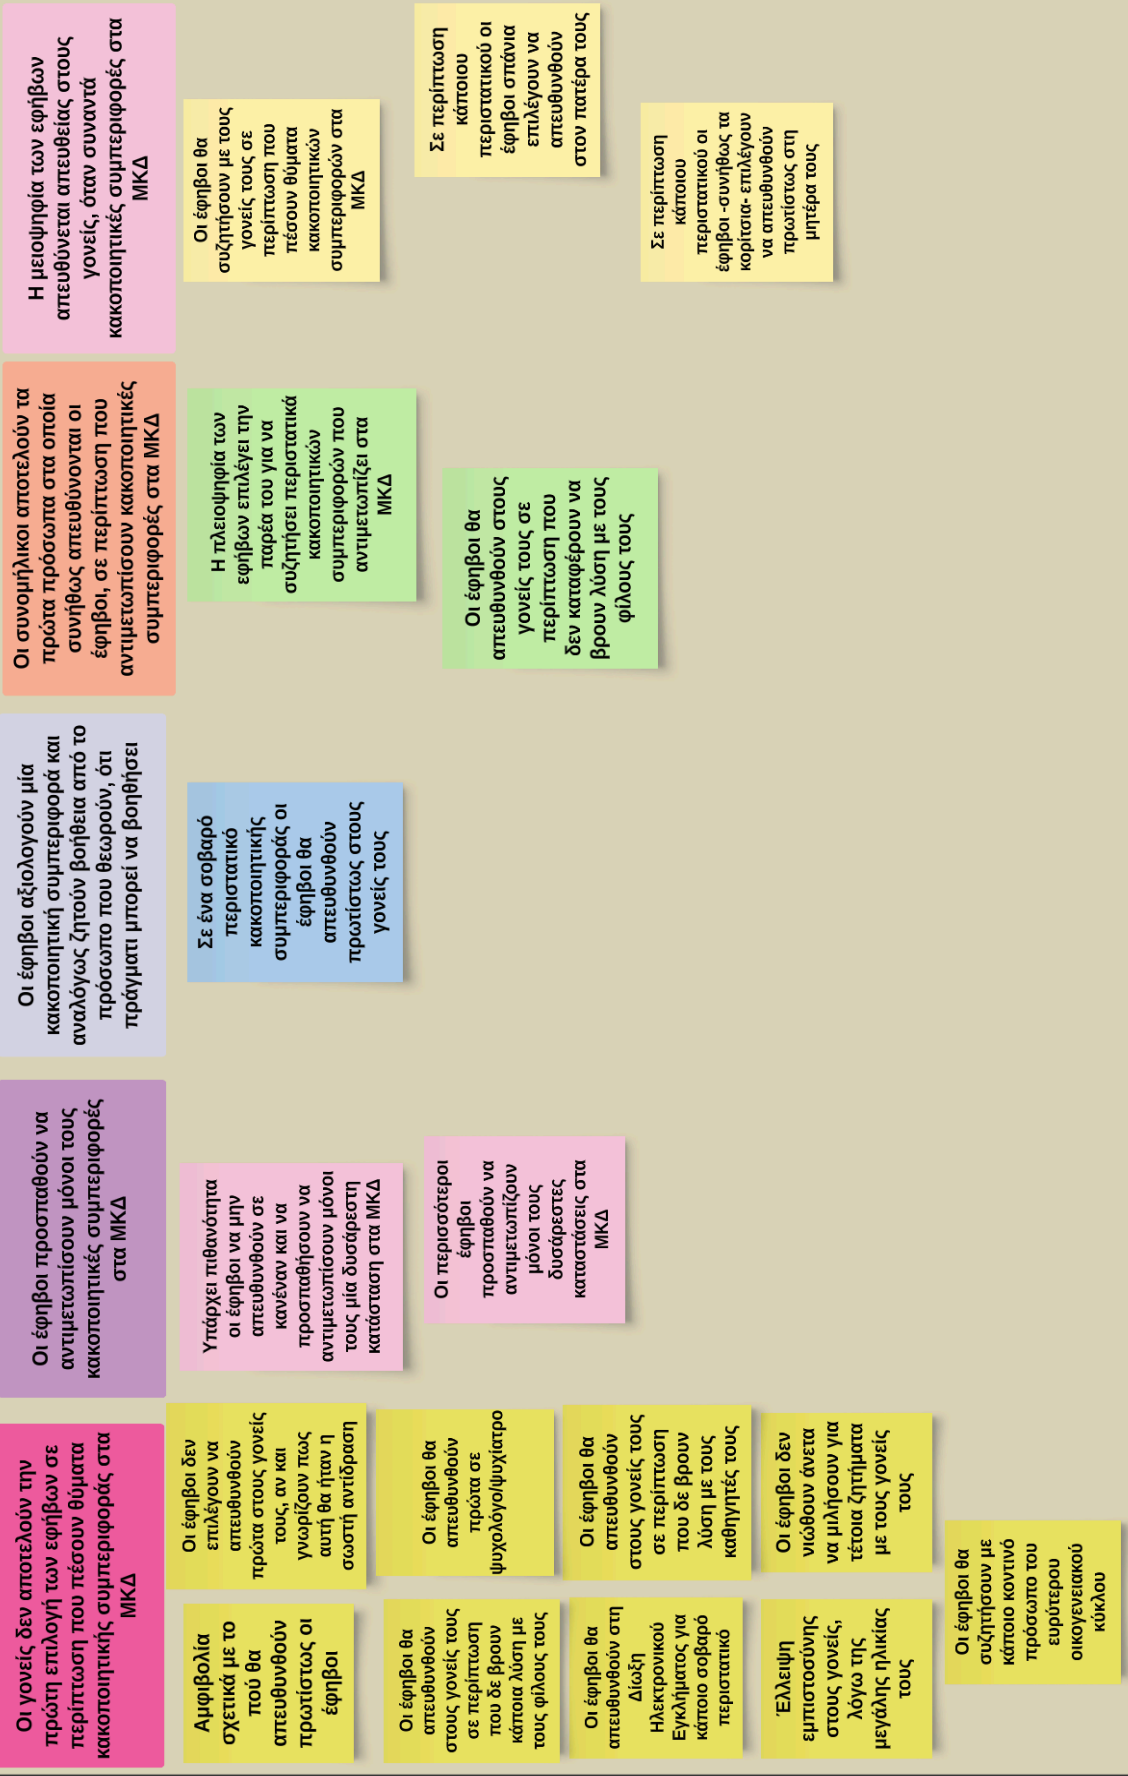 Οι γονείς δεν αποτελούν την
πρώτη επιλογή των εφήβων σε
περίπτωση που πέσουν θύματα
κακοποιητικής συμπεριφοράς στα
ΜΚΔ
Αμφιβολία
σχετικά με το
πού θα
απευθυνθούν
πρωτίστως οι
έφηβοι
Οι έφηβοι δεν
επιλέγουν να
απευθυνθούν
πρώτα στους γονείς
τους, αν και
γνωρίζουν πως
αυτή θα ήταν η
σωστή αντίδραση
Οι έφηβοι θα
απευθυνθούν
στους γονείς τους
σε περίπτωση
που δε βρουν
κάποια λύση με
τους φίλους τους
Οι έφηβοι θα
απευθυνθούν
πρώτα σε
ψυχολόγο/ψυχίατρο
Οι έφηβοι θα
απευθυνθούν στη
Δίωξη
Ηλεκτρονικού
Εγκλήματος για
κάποιο σοβαρό
περιστατικό
Οι έφηβοι θα
απευθυνθούν
στους γονείς τους
σε περίπτωση
που δε βρουν
λύση με τους
καθηγητές τους
Έλλειψη
εμπιστοσύνης
στους γονείς,
λόγω της
μεγάλης ηλικίας
τους
Οι έφηβοι δεν
νιώθουν άνετα
να μιλήσουν για
τέτοια ζητήματα
με τους γονείς
τους
Οι έφηβοι θα
συζητήσουν με
κάποιο κοντινό
πρόσωπο του
ευρύτερου
οικογενειακού
κύκλου
Οι έφηβοι προσπαθούν να
αντιμετωπίσουν μόνοι τους
κακοποιητικές συμπεριφορές
στα ΜΚΔ
Υπάρχει πιθανότητα
οι έφηβοι να μην
απευθυνθούν σε
κανέναν και να
προσπαθήσουν να
αντιμετωπίσουν μόνοι
τους μία δυσάρεστη
κατάσταση στα ΜΚΔ
Οι περισσότεροι
έφηβοι
προσπαθούν να
αντιμετωπίζουν
μόνοι τους
δυσάρεστες
καταστάσεις στα
ΜΚΔ
Οι έφηβοι αξιολογούν μία
κακοποιητική συμπεριφορά και
αναλόγως ζητούν βοήθεια από το
πρόσωπο που θεωρούν, ότι
πράγματι μπορεί να βοηθήσει
Σε ένα σοβαρό
περιστατικό
κακοποιητικής
συμπεριφοράς οι
έφηβοι θα
απευθυνθούν
πρωτίστως στους
γονείς τους
Οι συνομήλικοι αποτελούν τα
πρώτα πρόσωπα στα οποία
συνήθως απευθύνονται οι
έφηβοι, σε περίπτωση που
αντιμετωπίσουν κακοποιητικές
συμπεριφορές στα ΜΚΔ
Η πλειοψηφία των
εφήβων επιλέγει την
παρέα του για να
συζητήσει περιστατικά
κακοποιητικών
συμπεριφορών που
αντιμετωπίζει στα
ΜΚΔ
Οι έφηβοι θα
απευθυνθούν στους
γονείς τους σε
περίπτωση που
δεν καταφέρουν να
βρουν λύση με τους
φίλους τους
Η μειοψηφία των εφήβων
απευθύνεται απευθείας στους
γονείς, όταν συναντά
κακοποιητικές συμπεριφορές στα
ΜΚΔ
Οι έφηβοι θα
συζητήσουν με τους
γονείς τους σε
περίπτωση που
πέσουν θύματα
κακοποιητικών
συμπεριφορών στα
ΜΚΔ
Σε περίπτωση
κάποιου
περιστατικού οι
έφηβοι σπάνια
επιλέγουν να
απευθυνθούν
στον πατέρα τους
Σε περίπτωση
κάποιου
περιστατικού οι
έφηβοι -συνήθως τα
κορίτσια- επιλέγουν
να απευθυνθούν
πρωτίστως στη
μητέρα τους